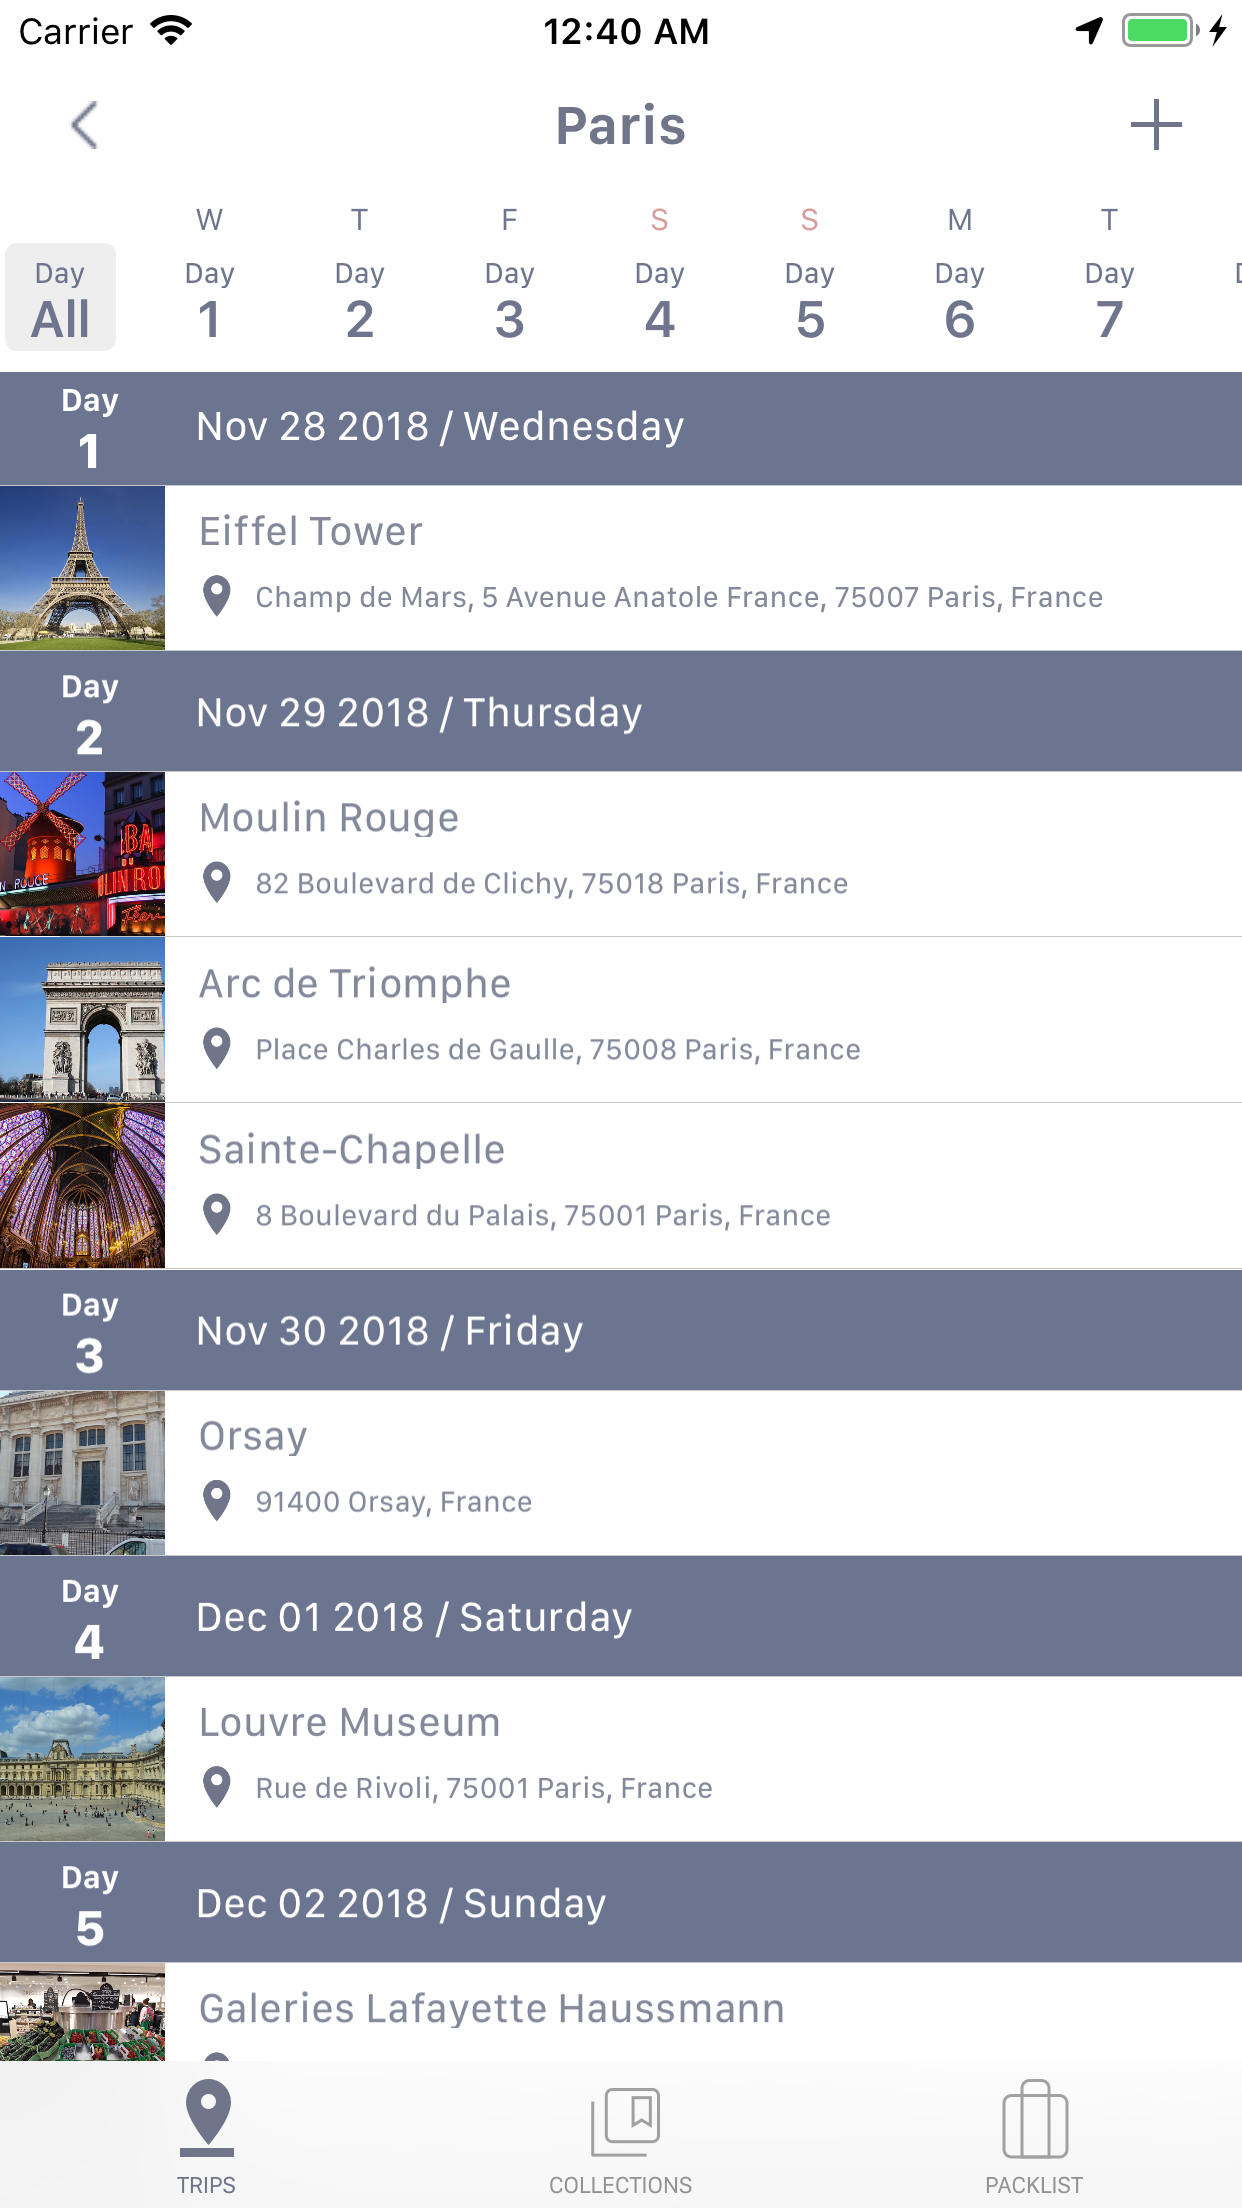 Carrier 12:40 AM
Paris
W T F S S M T
Day Day Day Day Day Day Day Day
All 1 2 3 4 5 6 7
Day
1
Nov 28 2018 / Wednesday
Eiffel Tower
Champ de Mars, 5 Avenue Anatole France, 75007 Paris, France
Day
2
Nov 29 2018 / Thursday
Moulin Rouge
82 Boulevard de Clichy, 75018 Paris, France
Arc de Triomphe
Place Charles de Gaulle, 75008 Paris, France
Sainte-Chapelle
8 Boulevard du Palais, 75001 Paris, France
Day
3
Nov 30 2018 / Friday
Orsay
91400 Orsay, France
Day
4
Dec 01 2018 / Saturday
Louvre Museum
Rue de Rivoli, 75001 Paris, France
Day
5
Dec 02 2018 / Sunday
Galeries Lafayette Haussmann
TRIPS COLLECTIONS PACKLIST